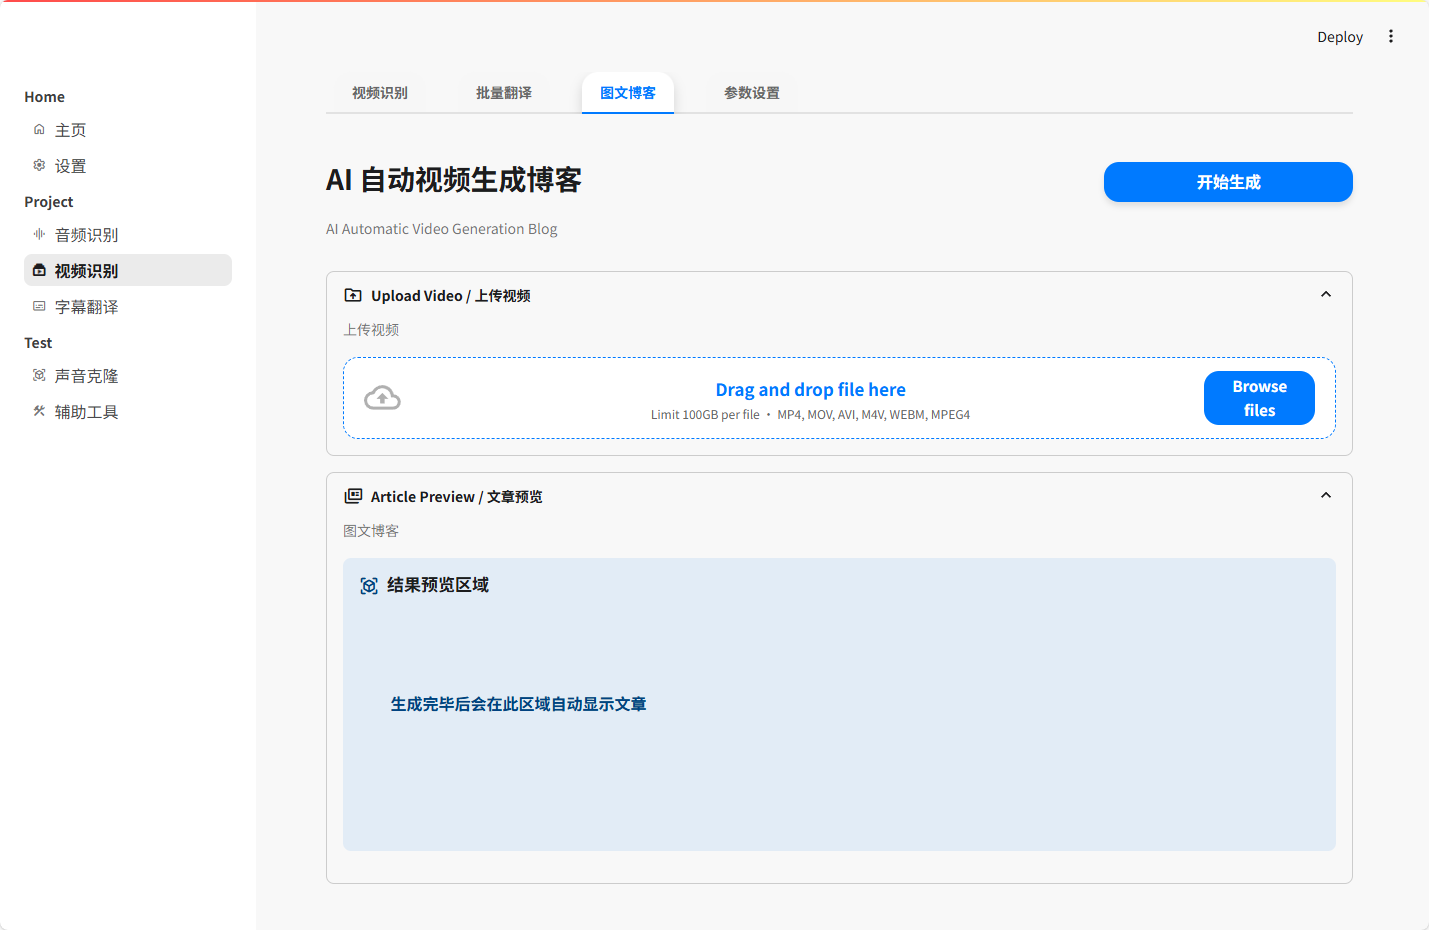 Deploy
Home
主页
设置
Project
音频识别
视频识别
字幕翻译
Test
声音克隆
辅助工具
视频识别
批量翻译
图文博客
参数设置
AI 自动视频生成博客
开始生成
AI Automatic Video Generation Blog
Upload Video / 上传视频
上传视频
Drag and drop file here
Limit 100GB per file • MP4, MOV, AVI, M4V, WEBM, MPEG4
Browse
files
Article Preview / 文章预览
图文博客
结果预览区域
生成完毕后会在此区域自动显示文章